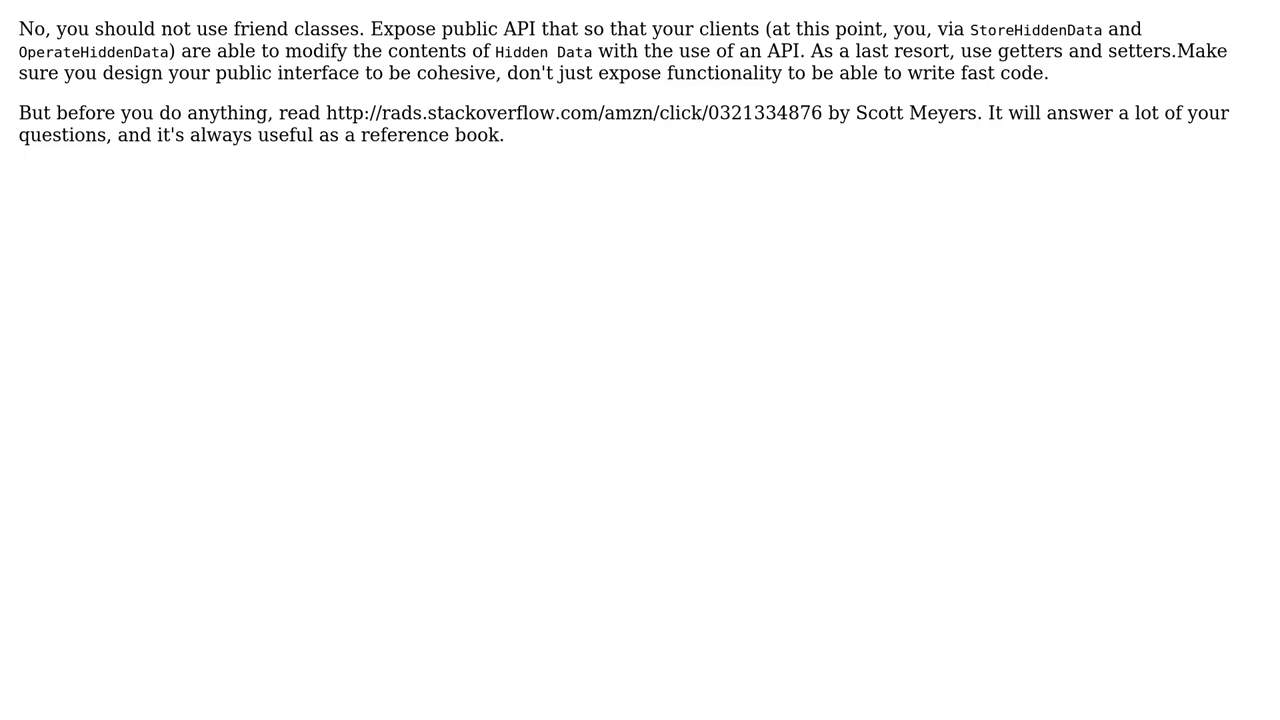 No, you should not use friend classes. Expose public API that so that your clients (at this point, you, via StoreHiddenData and
OperateHiddenData) are able to modify the contents of Hidden Data with the use of an API. As a last resort, use getters and setters.Make
sure you design your public interface to be cohesive, don't just expose functionality to be able to write fast code.
But before you do anything, read http://rads.stackoverflow.com/amzn/click/0321334876 by Scott Meyers. It will answer a lot of your
questions, and it's always useful as a reference book.